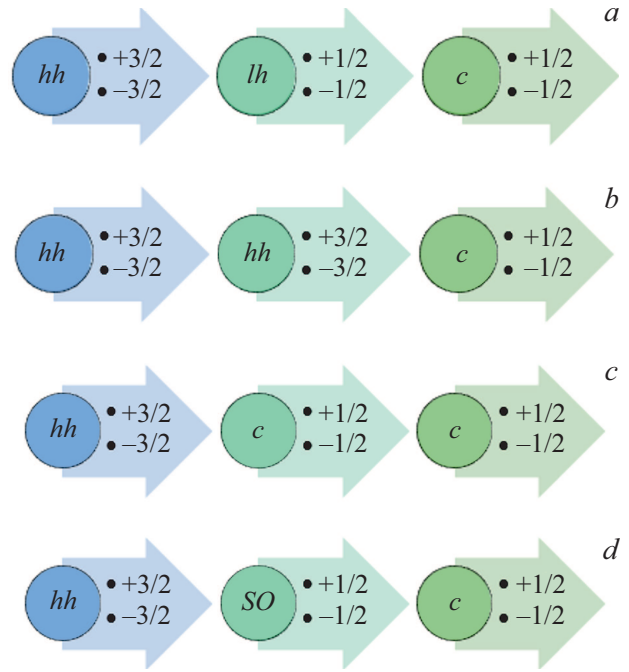 a
hh • +3/2 lh • +1/2 c • +1/2
• –3/2 • –1/2 • –1/2
b
hh • +3/2 hh • +3/2 c • +1/2
• –3/2 • –3/2 • –1/2
c
hh • +3/2 c • +1/2 c • +1/2
• –3/2 • –1/2 • –1/2
d
hh • +3/2 SO • +1/2 c • +1/2
• –3/2 • –1/2 • –1/2